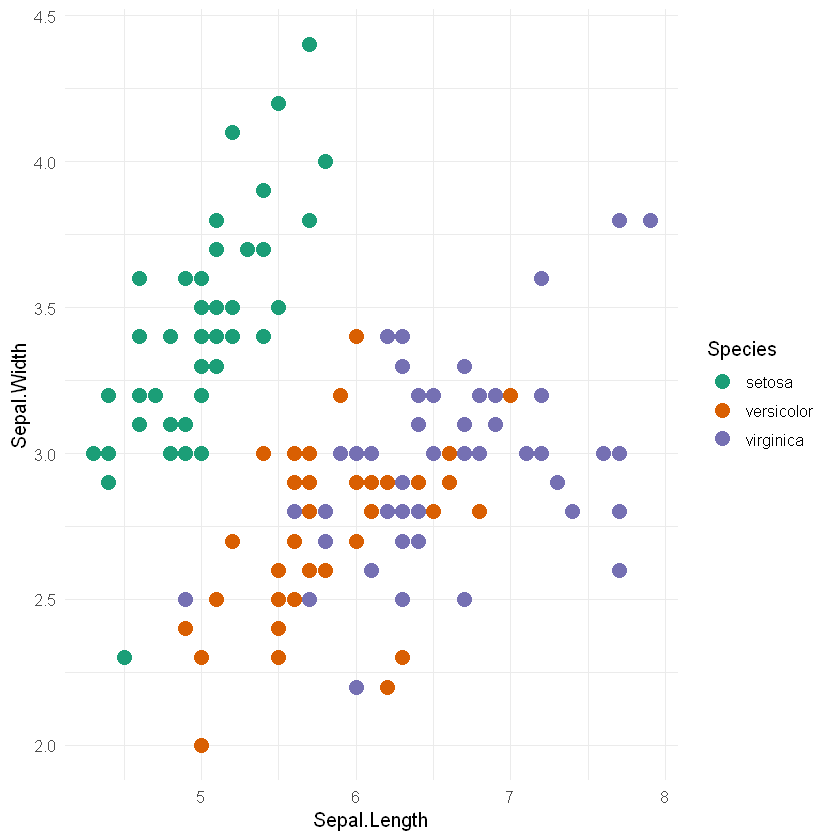 4.5
4.0
3.5
3.0
2.5
2.0
Sepal.Width
5 6 7 8
Sepal.Length
Species
setosa
versicolor
virginica